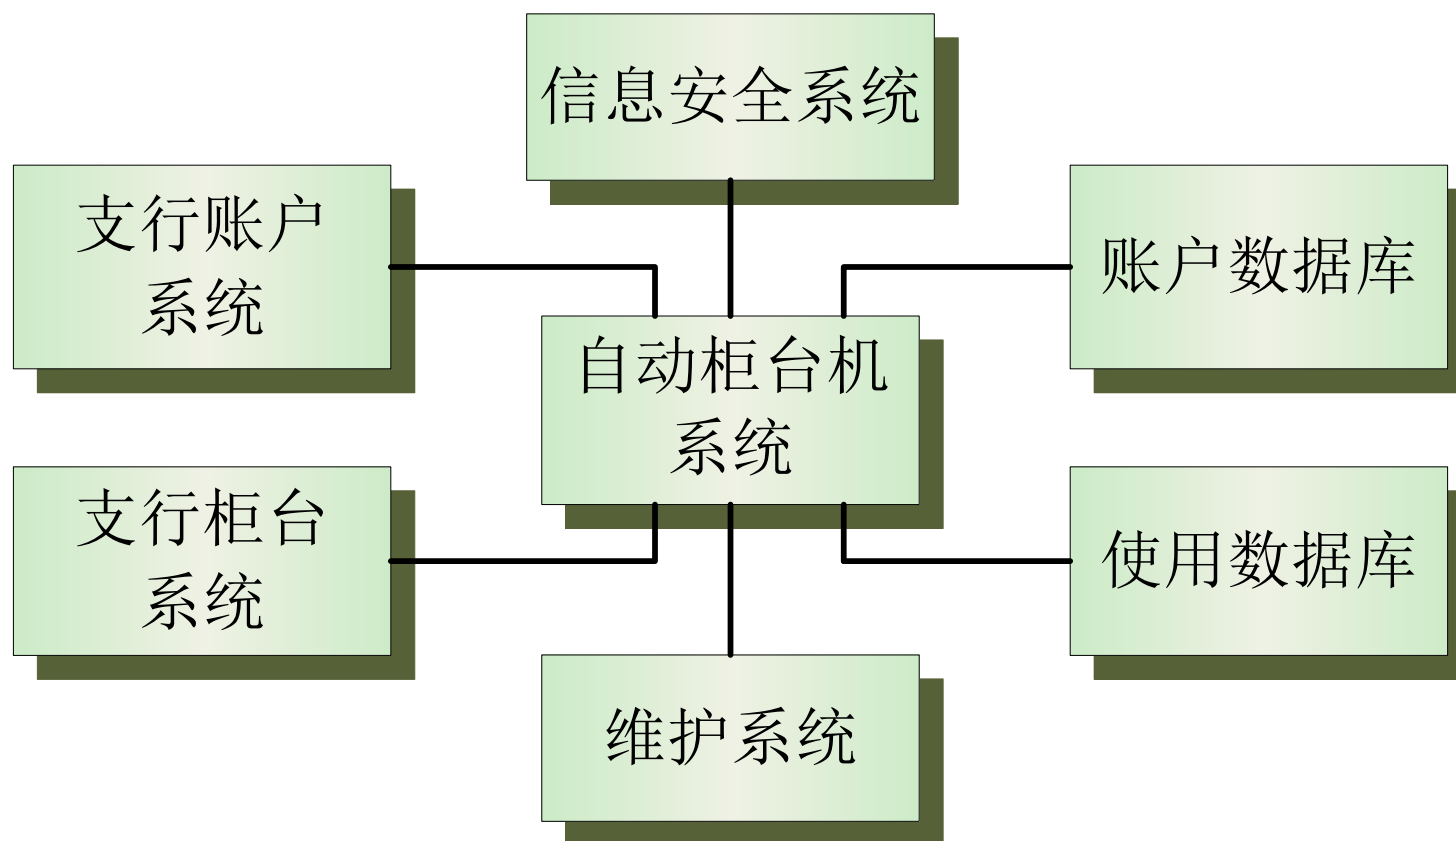 信息安全系统
支行账户
系统
账户数据库
自动柜台机
系统
支行柜台
系统
使用数据库
维护系统